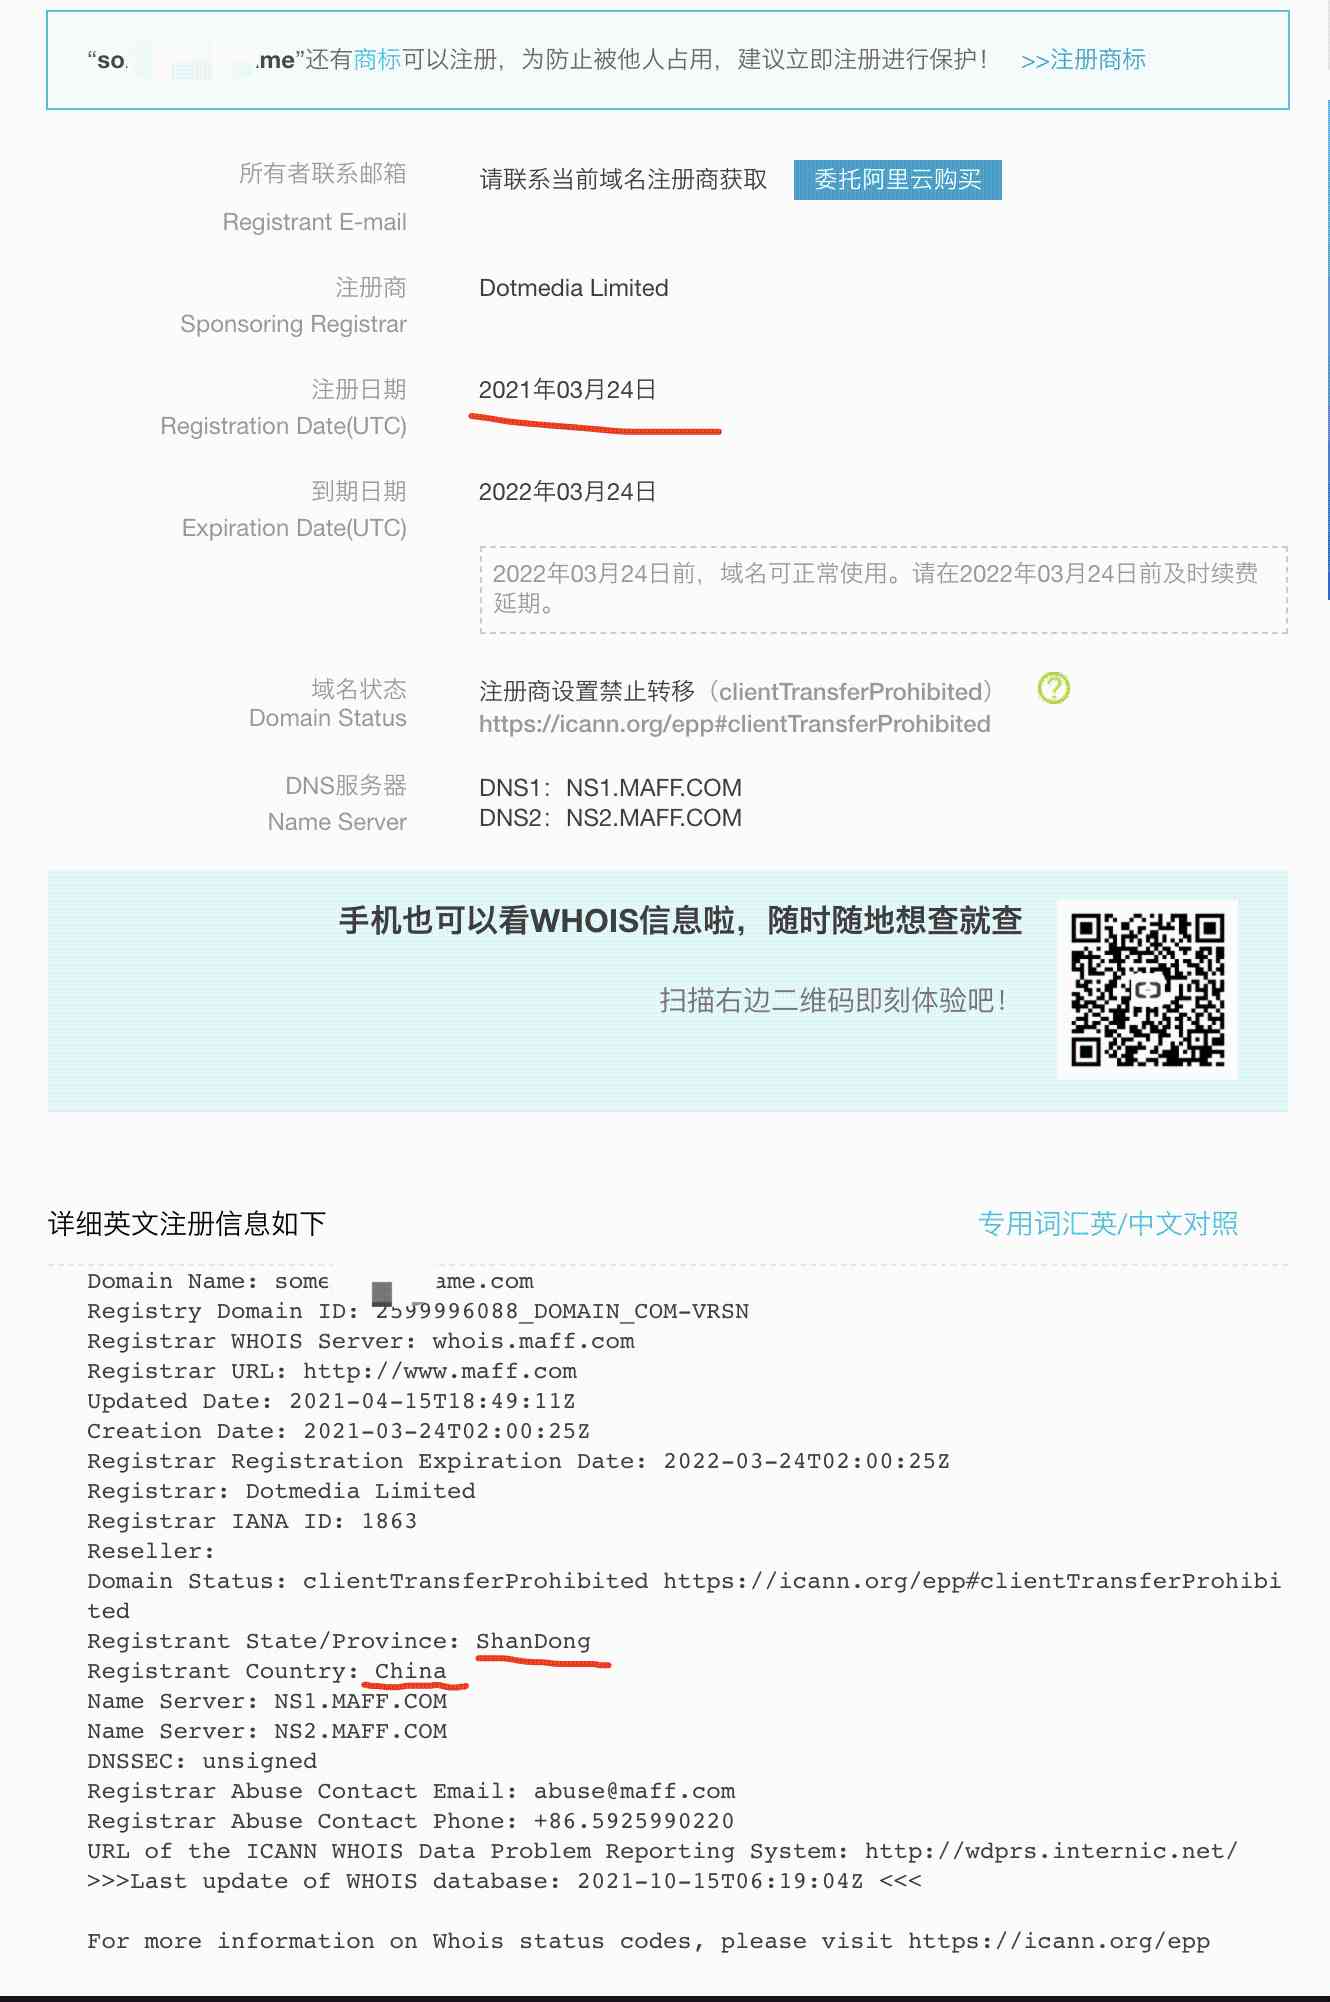 “so. .me”还有商标可以注册，为防止被他人占用，建议立即注册进行保护！ >>注册商标
所有者联系邮箱 请联系当前域名注册商获取 委托阿里云购买
Registrant E-mail
注册商 Dotmedia Limited
Sponsoring Registrar
注册日期 2021年03月24日
Registration Date(UTC)
到期日期 2022年03月24日
Expiration Date(UTC)
2022年03月24日前，域名可正常使用。请在2022年03月24日前及时续费
延期。
域名状态 注册商设置禁止转移（clientTransferProhibited）
Domain Status https://icann.org/epp#clientTransferProhibited
DNS服务器 DNS1：NS1.MAFF.COM
Name Server DNS2：NS2.MAFF.COM
手机也可以看WHOIS信息啦，随时随地想查就查
扫描右边二维码即刻体验吧！
详细英文注册信息如下 专用词汇英/中文对照
Domain Name: some ame.com
Registry Domain ID: 2599996088_DOMAIN_COM-VRSN
Registrar WHOIS Server: whois.maff.com
Registrar URL: http://www.maff.com
Updated Date: 2021-04-15T18:49:11Z
Creation Date: 2021-03-24T02:00:25Z
Registrar Registration Expiration Date: 2022-03-24T02:00:25Z
Registrar: Dotmedia Limited
Registrar IANA ID: 1863
Reseller:
Domain Status: clientTransferProhibited https://icann.org/epp#clientTransferProhibi
ted
Registrant State/Province: ShanDong
Registrant Country: China
Name Server: NS1.MAFF.COM
Name Server: NS2.MAFF.COM
DNSSEC: unsigned
Registrar Abuse Contact Email: abuse@maff.com
Registrar Abuse Contact Phone: +86.5925990220
URL of the ICANN WHOIS Data Problem Reporting System: http://wdprs.internic.net/
>>>Last update of WHOIS database: 2021-10-15T06:19:04Z <<<
For more information on Whois status codes, please visit https://icann.org/epp